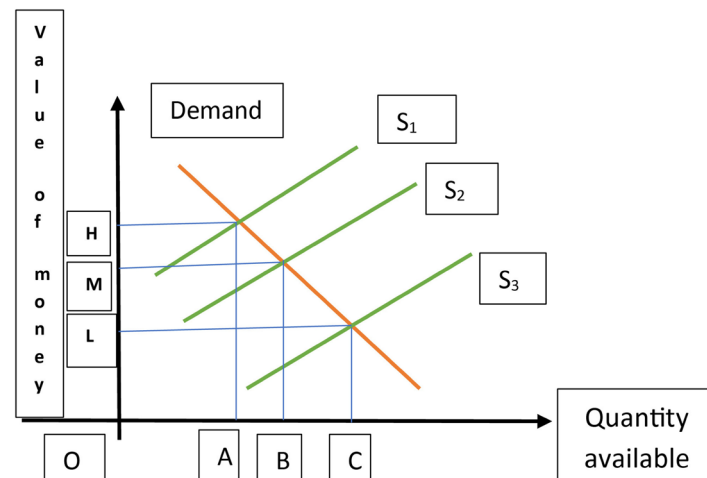 Value of money
Demand
S₁
S₂
S₃
H
M
L
O
A
B
C
Quantity
available